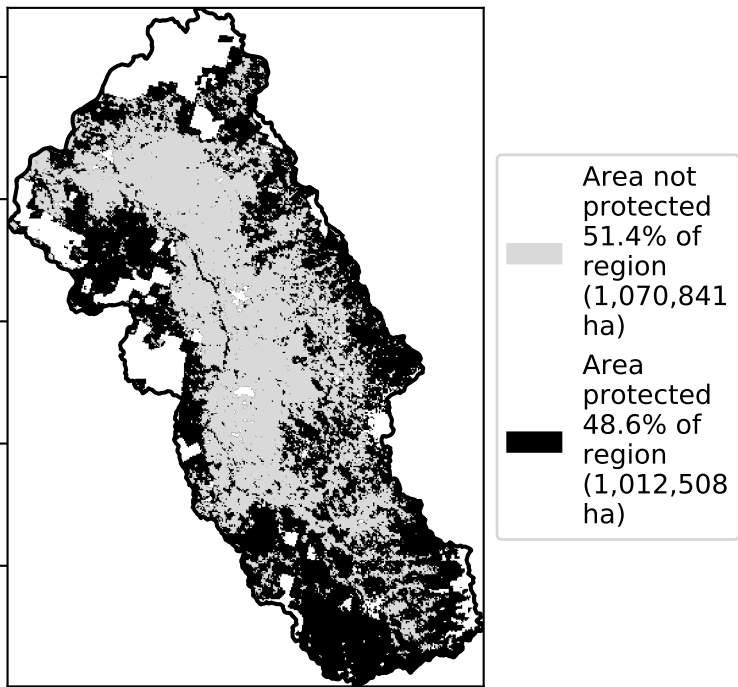 Area not
protected
51.4% of
region
(1,070,841
ha)
Area
protected
48.6% of
region
(1,012,508
ha)